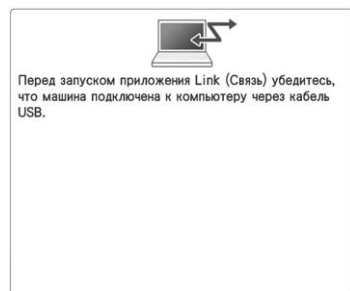 Перед запуском приложения Link (Связь) убедитесь,
что машина подключена к компьютеру через кабель
USB.